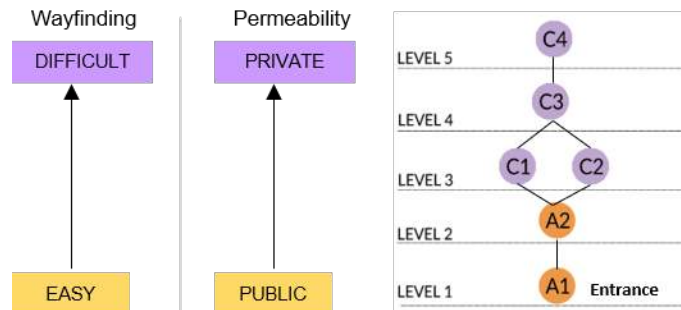 Wayfinding
DIFFICULT
EASY
Permeability
PRIVATE
PUBLIC
C4
LEVEL 5
C3
LEVEL 4
C1 C2
LEVEL 3
A2
LEVEL 2
A1 Entrance
LEVEL 1